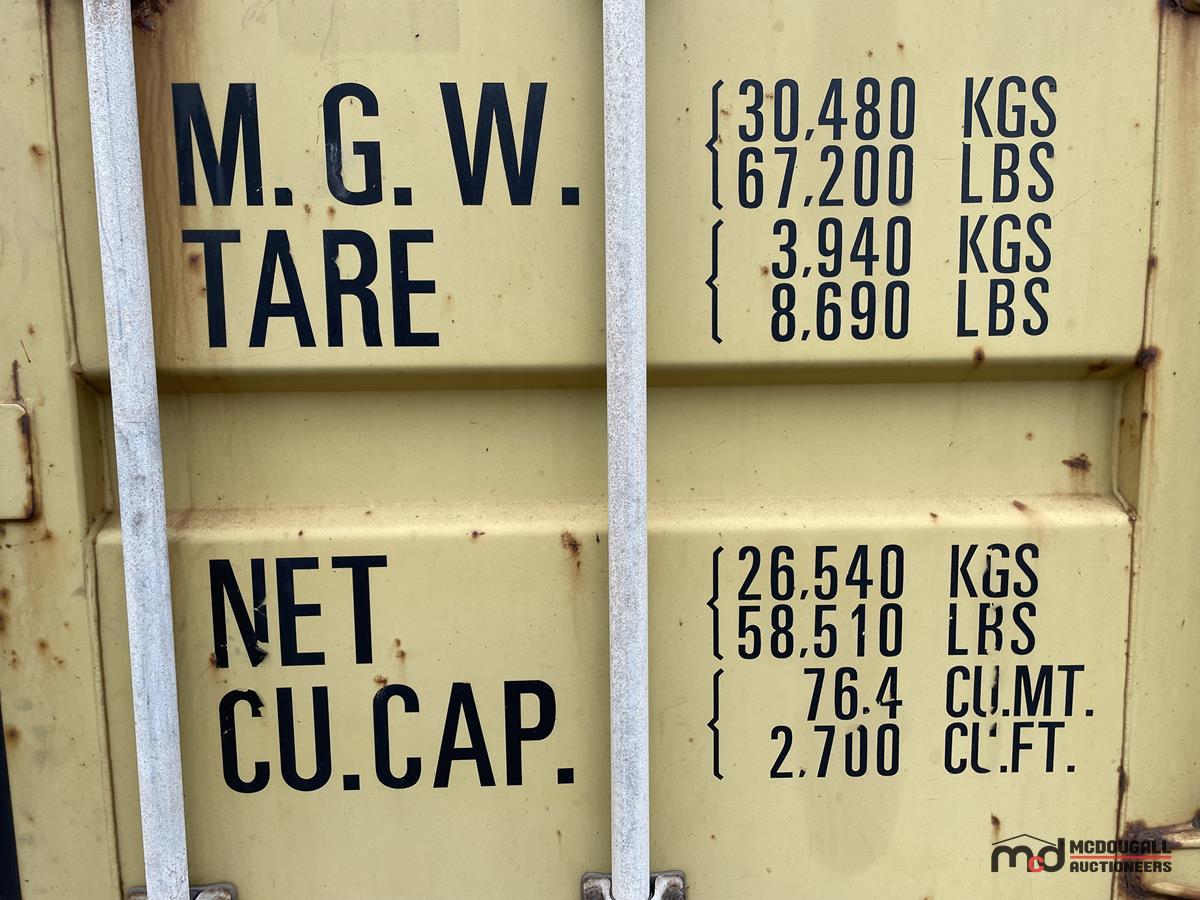 M. G. W. 30,480 KGS
67,200 LBS
TARE 3,940 KGS
8,690 LBS
NET 26,540 KGS
58,510 LBS
CU.CAP. 76.4 CU.MT.
2,700 CU.FT.
mcd MCDOUGALL
AUCTIONEERS